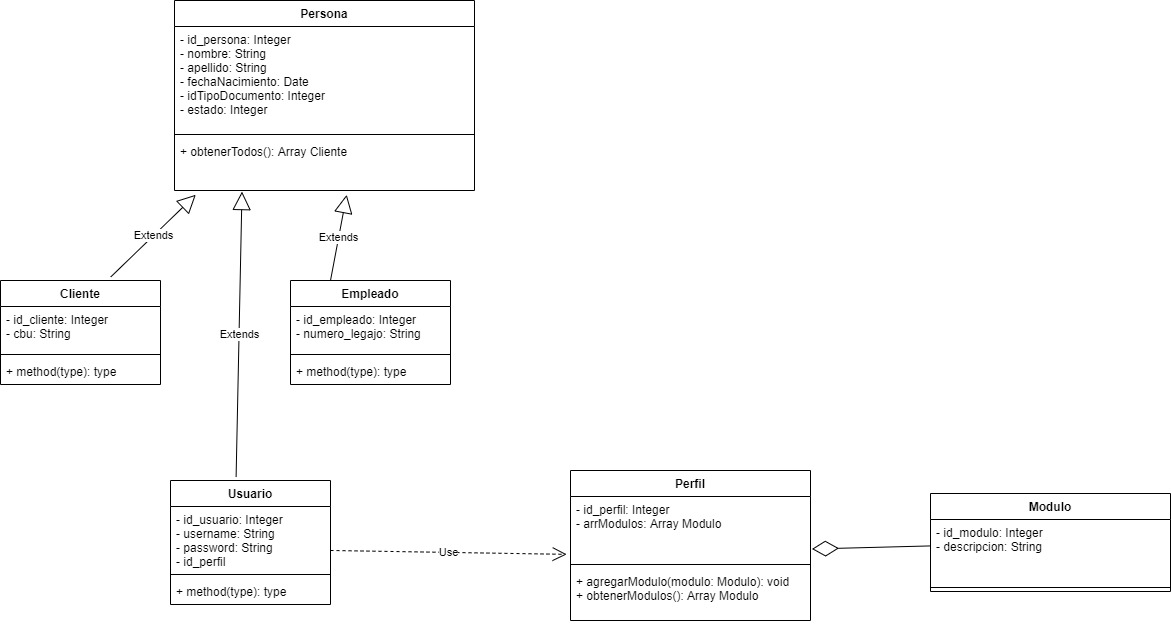 Persona
- id_persona: Integer
- nombre: String
- apellido: String
- fechaNacimiento: Date
- idTipoDocumento: Integer
- estado: Integer
+ obtenerTodos(): Array Cliente
Extends
Extends
Extends
Cliente
- id_cliente: Integer
- cbu: String
+ method(type): type
Empleado
- id_empleado: Integer
- numero_legajo: String
+ method(type): type
Usuario
- id_usuario: Integer
- username: String
- password: String
- id_perfil
+ method(type): type
Use
Perfil
- id_perfil: Integer
- arrModulos: Array Modulo
+ agregarModulo(modulo: Modulo): void
+ obtenerModulos(): Array Modulo
Modulo
- id_modulo: Integer
- descripcion: String